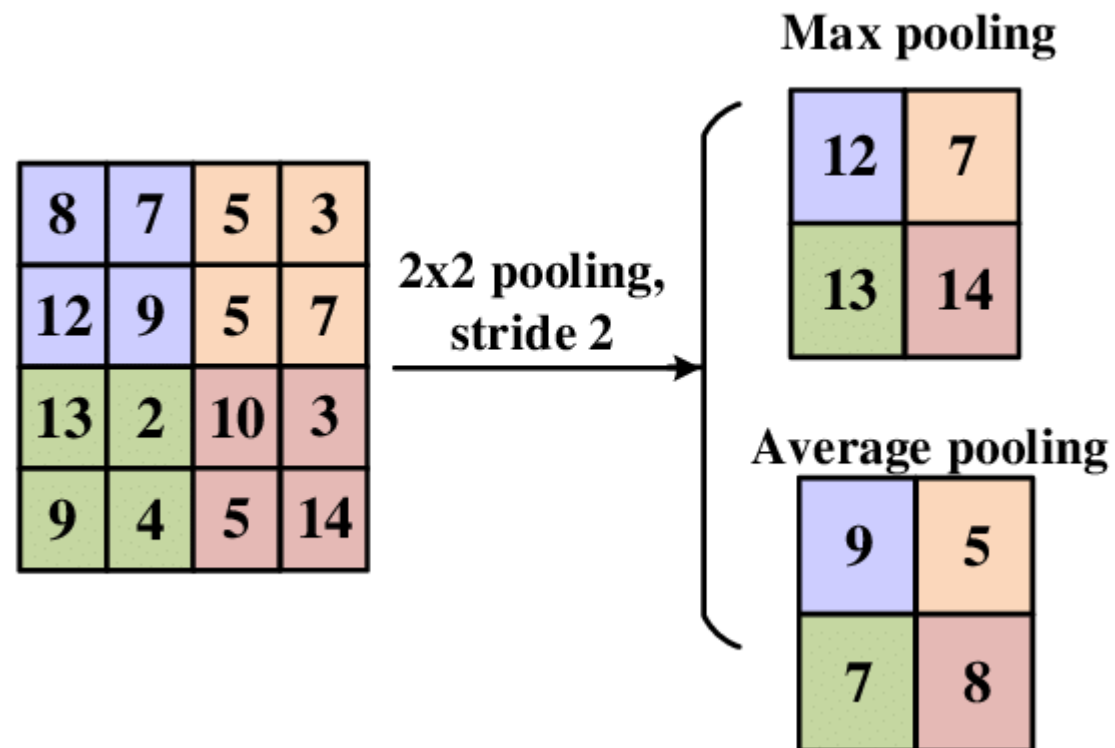 Max pooling
12 7
13 14
8 7 5 3
12 9 5 7
13 2 10 3
9 4 5 14
2x2 pooling,
stride 2
Average pooling
9 5
7 8